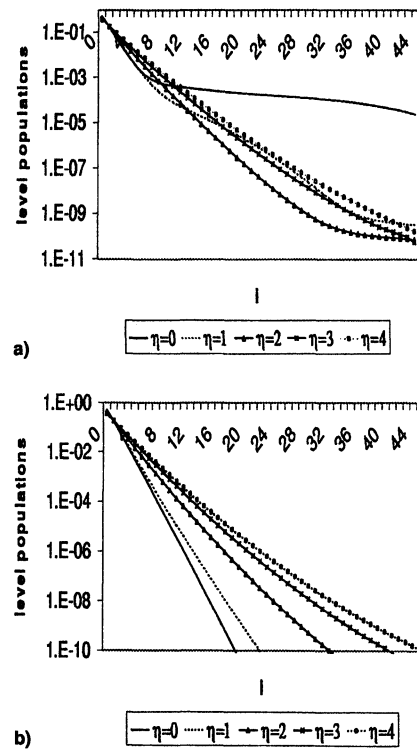 1.E-01
1.E-03
1.E-05
1.E-07
1.E-09
1.E-11
level populations
0 4 8 12 16 20 24 28 32 36 40 44
I
η=0 η=1 η=2 η=3 η=4
a)
1.E+00
1.E-02
1.E-04
1.E-06
1.E-08
1.E-10
level populations
0 4 8 12 16 20 24 28 32 36 40 44
I
η=0 η=1 η=2 η=3 η=4
b)